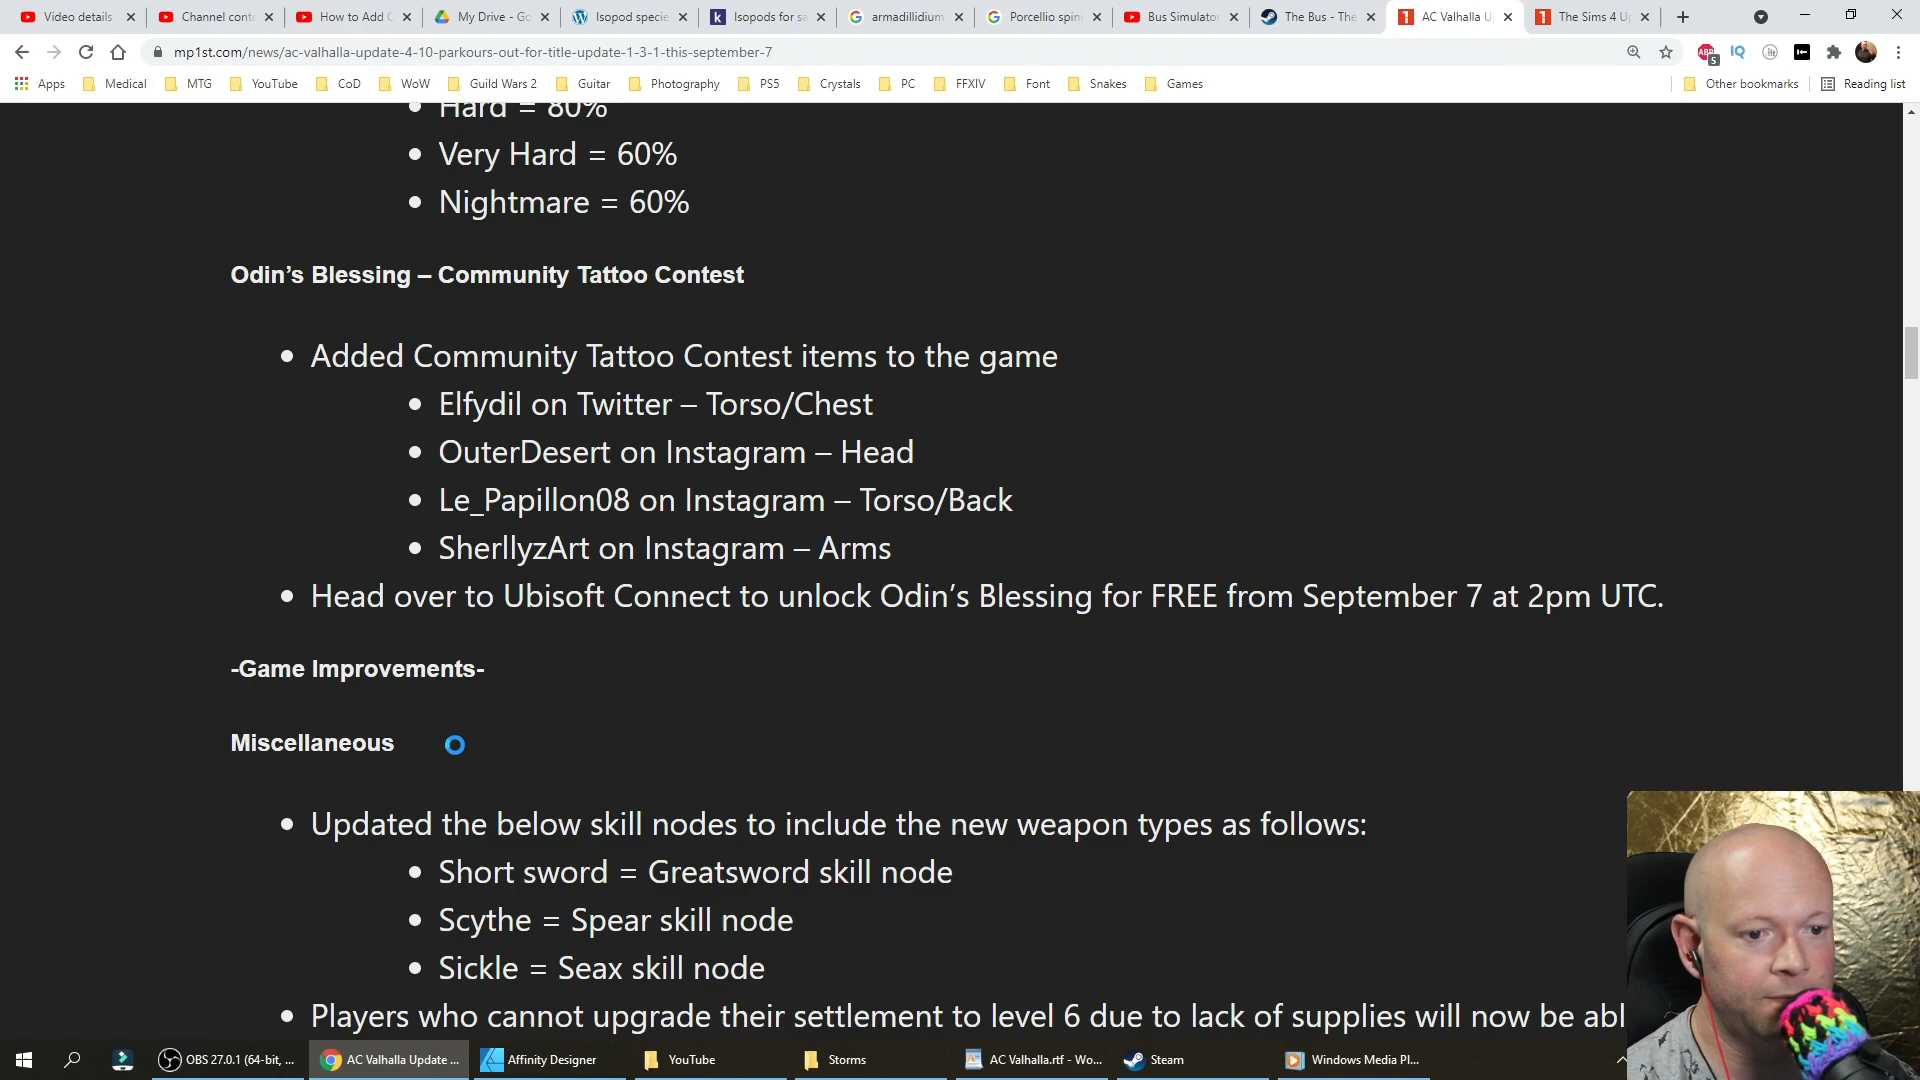 Video details
Channel conte
How to Add C
My Drive - Go
Isopod specie
Isopods for sa
armadillidium
Porcellio spin
Bus Simulator
The Bus - The
AC Valhalla U
The Sims 4 Up
mp1st.com/news/ac-valhalla-update-4-10-parkours-out-for-title-update-1-3-1-this-september-7
Apps
Medical
MTG
YouTube
CoD
WoW
Guild Wars 2
Guitar
Photography
PS5
Crystals
PC
FFXIV
Font
Snakes
Games
Other bookmarks
Reading list
Hard = 80%
Very Hard = 60%
Nightmare = 60%
Odin’s Blessing – Community Tattoo Contest
Added Community Tattoo Contest items to the game
Elfydil on Twitter – Torso/Chest
OuterDesert on Instagram – Head
Le_Papillon08 on Instagram – Torso/Back
SherllyzArt on Instagram – Arms
Head over to Ubisoft Connect to unlock Odin’s Blessing for FREE from September 7 at 2pm UTC.
-Game Improvements-
Miscellaneous
Updated the below skill nodes to include the new weapon types as follows:
Short sword = Greatsword skill node
Scythe = Spear skill node
Sickle = Seax skill node
Players who cannot upgrade their settlement to level 6 due to lack of supplies will now be abl
OBS 27.0.1 (64-bit, ...
AC Valhalla Update ...
Affinity Designer
YouTube
Storms
AC Valhalla.rtf - Wo...
Steam
Windows Media Pl...